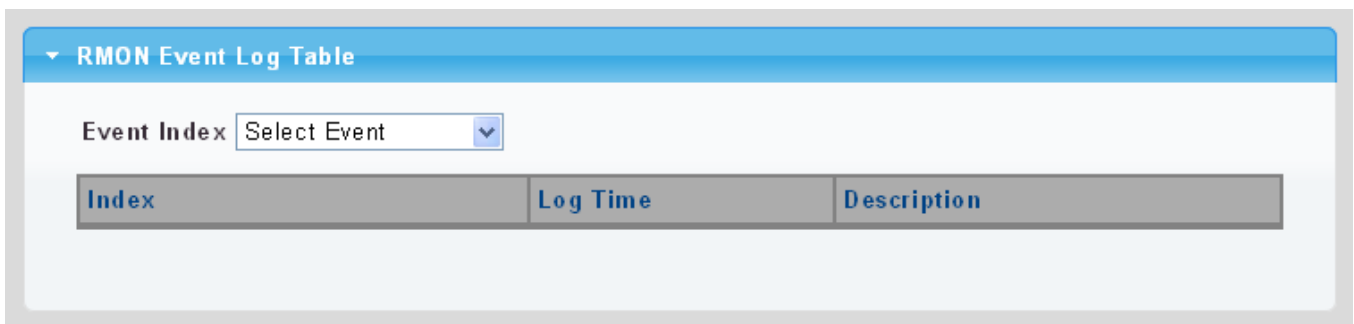 RMON Event Log Table
Event Index Select Event
Index Log Time Description